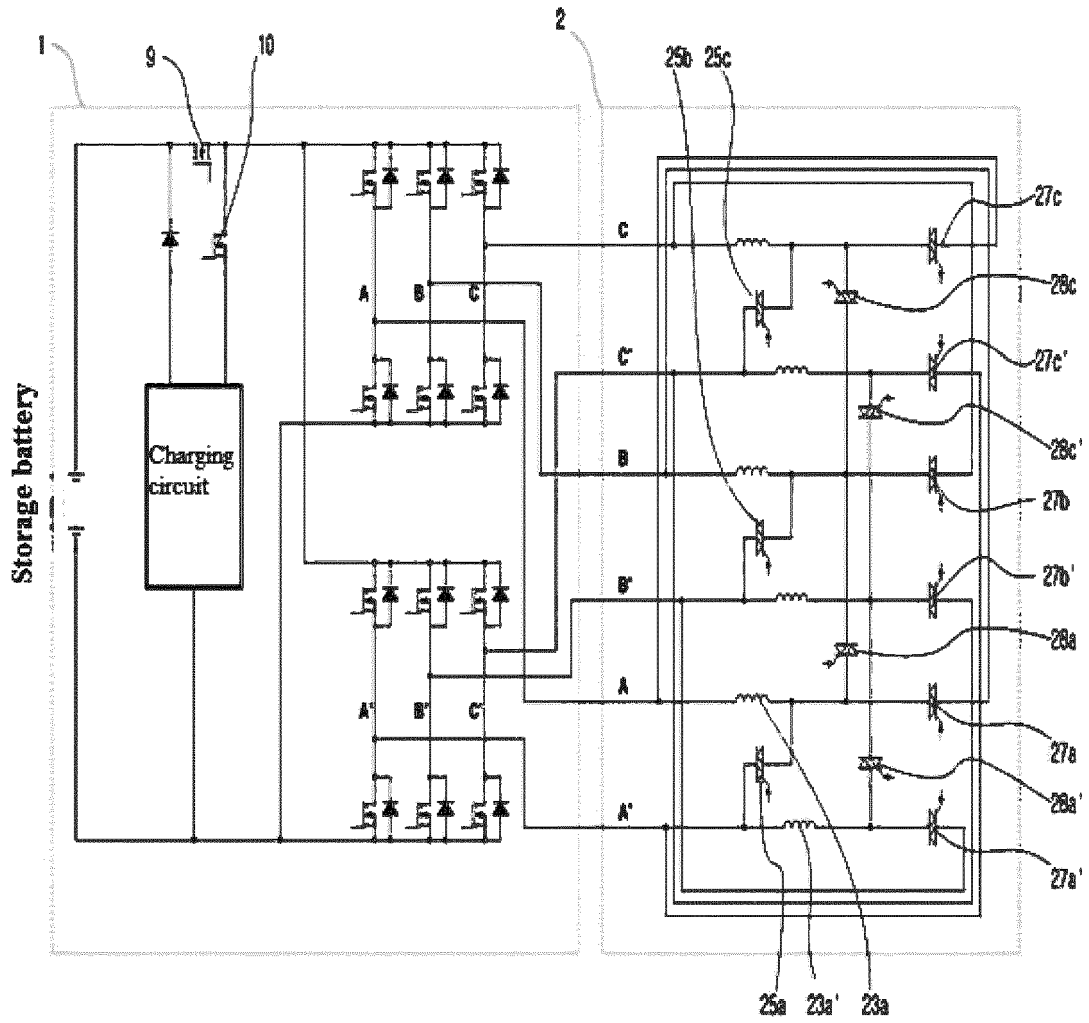 1
9
10
2
25b
25c
27c
C
28c
A
B
C
C'
27c'
28c'
Storage battery
Charging
circuit
B
27b
B'
27b'
28a
A
A'
B'
C'
27a
28a'
A'
27a'
25a
23a'
23a